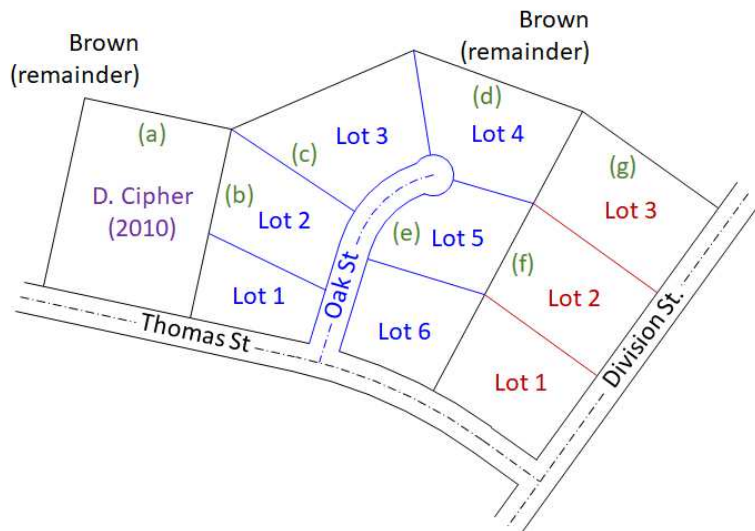 Brown
(remainder)
Brown
(remainder)
(a)
(d)
(c)
Lot 3
Lot 4
(g)
D. Cipher
(2010)
(b)
Lot 2
(e)
Lot 5
Lot 3
(f)
Lot 1
Oak St
Lot 2
Thomas St
Lot 6
Division St.
Lot 1